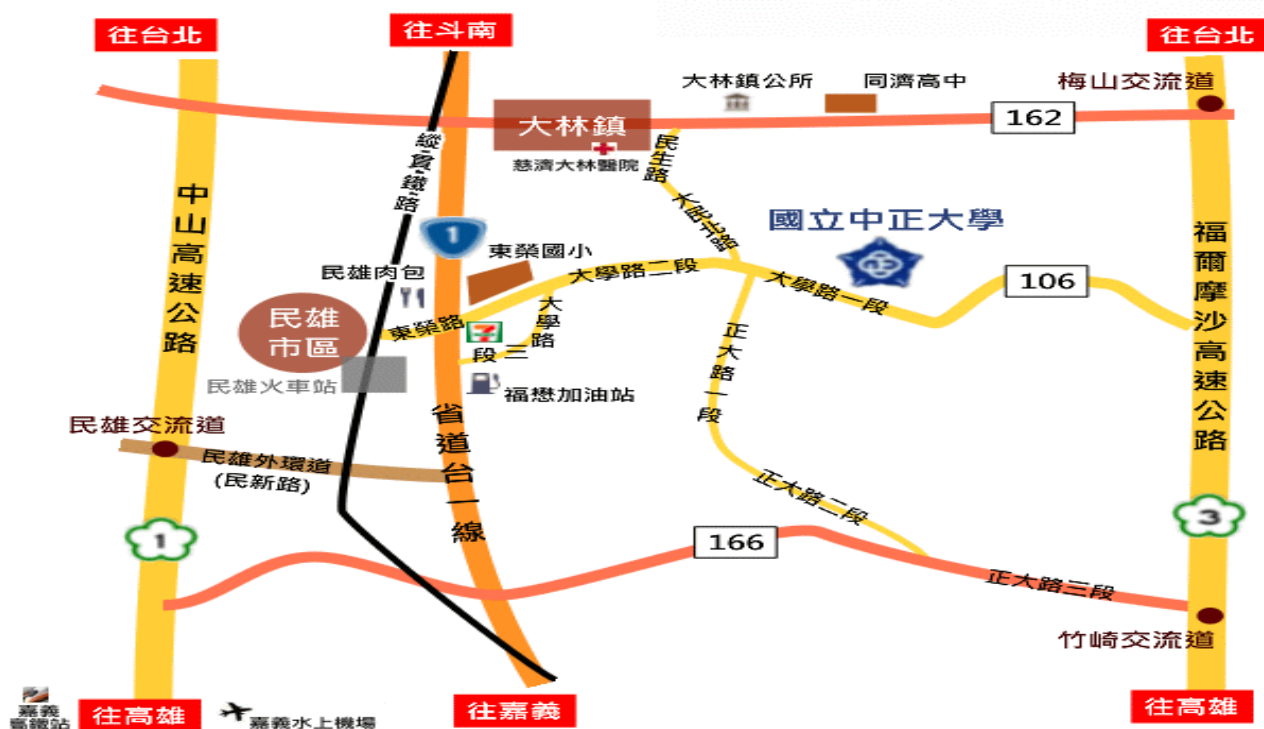 往台北
往斗南
往台北
大林鎮公所
同濟高中
梅山交流道
162
大林鎮
慈濟大林醫院
民生路
縱貫鐵路
大民北路
中山高速公路
國立中正大學
福爾摩沙高速公路
1
東榮國小
民雄肉包
大學路二段
大學路一段
106
民雄
市區
東榮路
7
大學路
三段
正大路一段
民雄火車站
福懋加油站
省道台一線
民雄交流道
民雄外環道
(民新路)
正大路二段
1
3
166
正大路三段
竹崎交流道
嘉義
高鐵站
往高雄
嘉義水上機場
往嘉義
往高雄